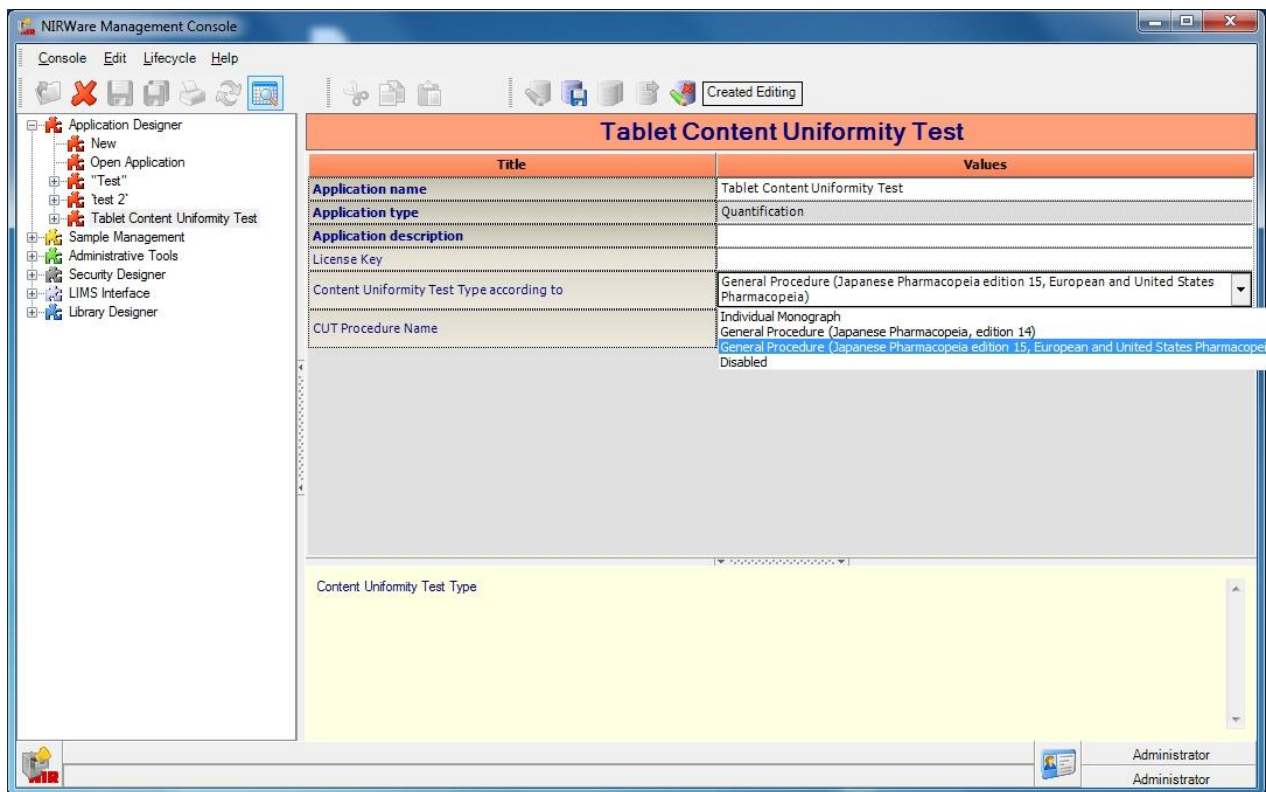 NIRWare Management Console
Console Edit Lifecycle Help
Created Editing
Application Designer
New
Open Application
"Test"
`test 2`
Tablet Content Uniformity Test
Sample Management
Administrative Tools
Security Designer
LIMS Interface
Library Designer
Tablet Content Uniformity Test
Title Values
Application name Tablet Content Uniformity Test
Application type Quantification
Application description
License Key
Content Uniformity Test Type according to General Procedure (Japanese Pharmacopeia edition 15, European and United States
Pharmacopeia)
CUT Procedure Name
Individual Monograph
General Procedure (Japanese Pharmacopeia, edition 14)
General Procedure (Japanese Pharmacopeia edition 15, European and United States Pharmacopei
Disabled
Content Uniformity Test Type
NIR
Administrator
Administrator